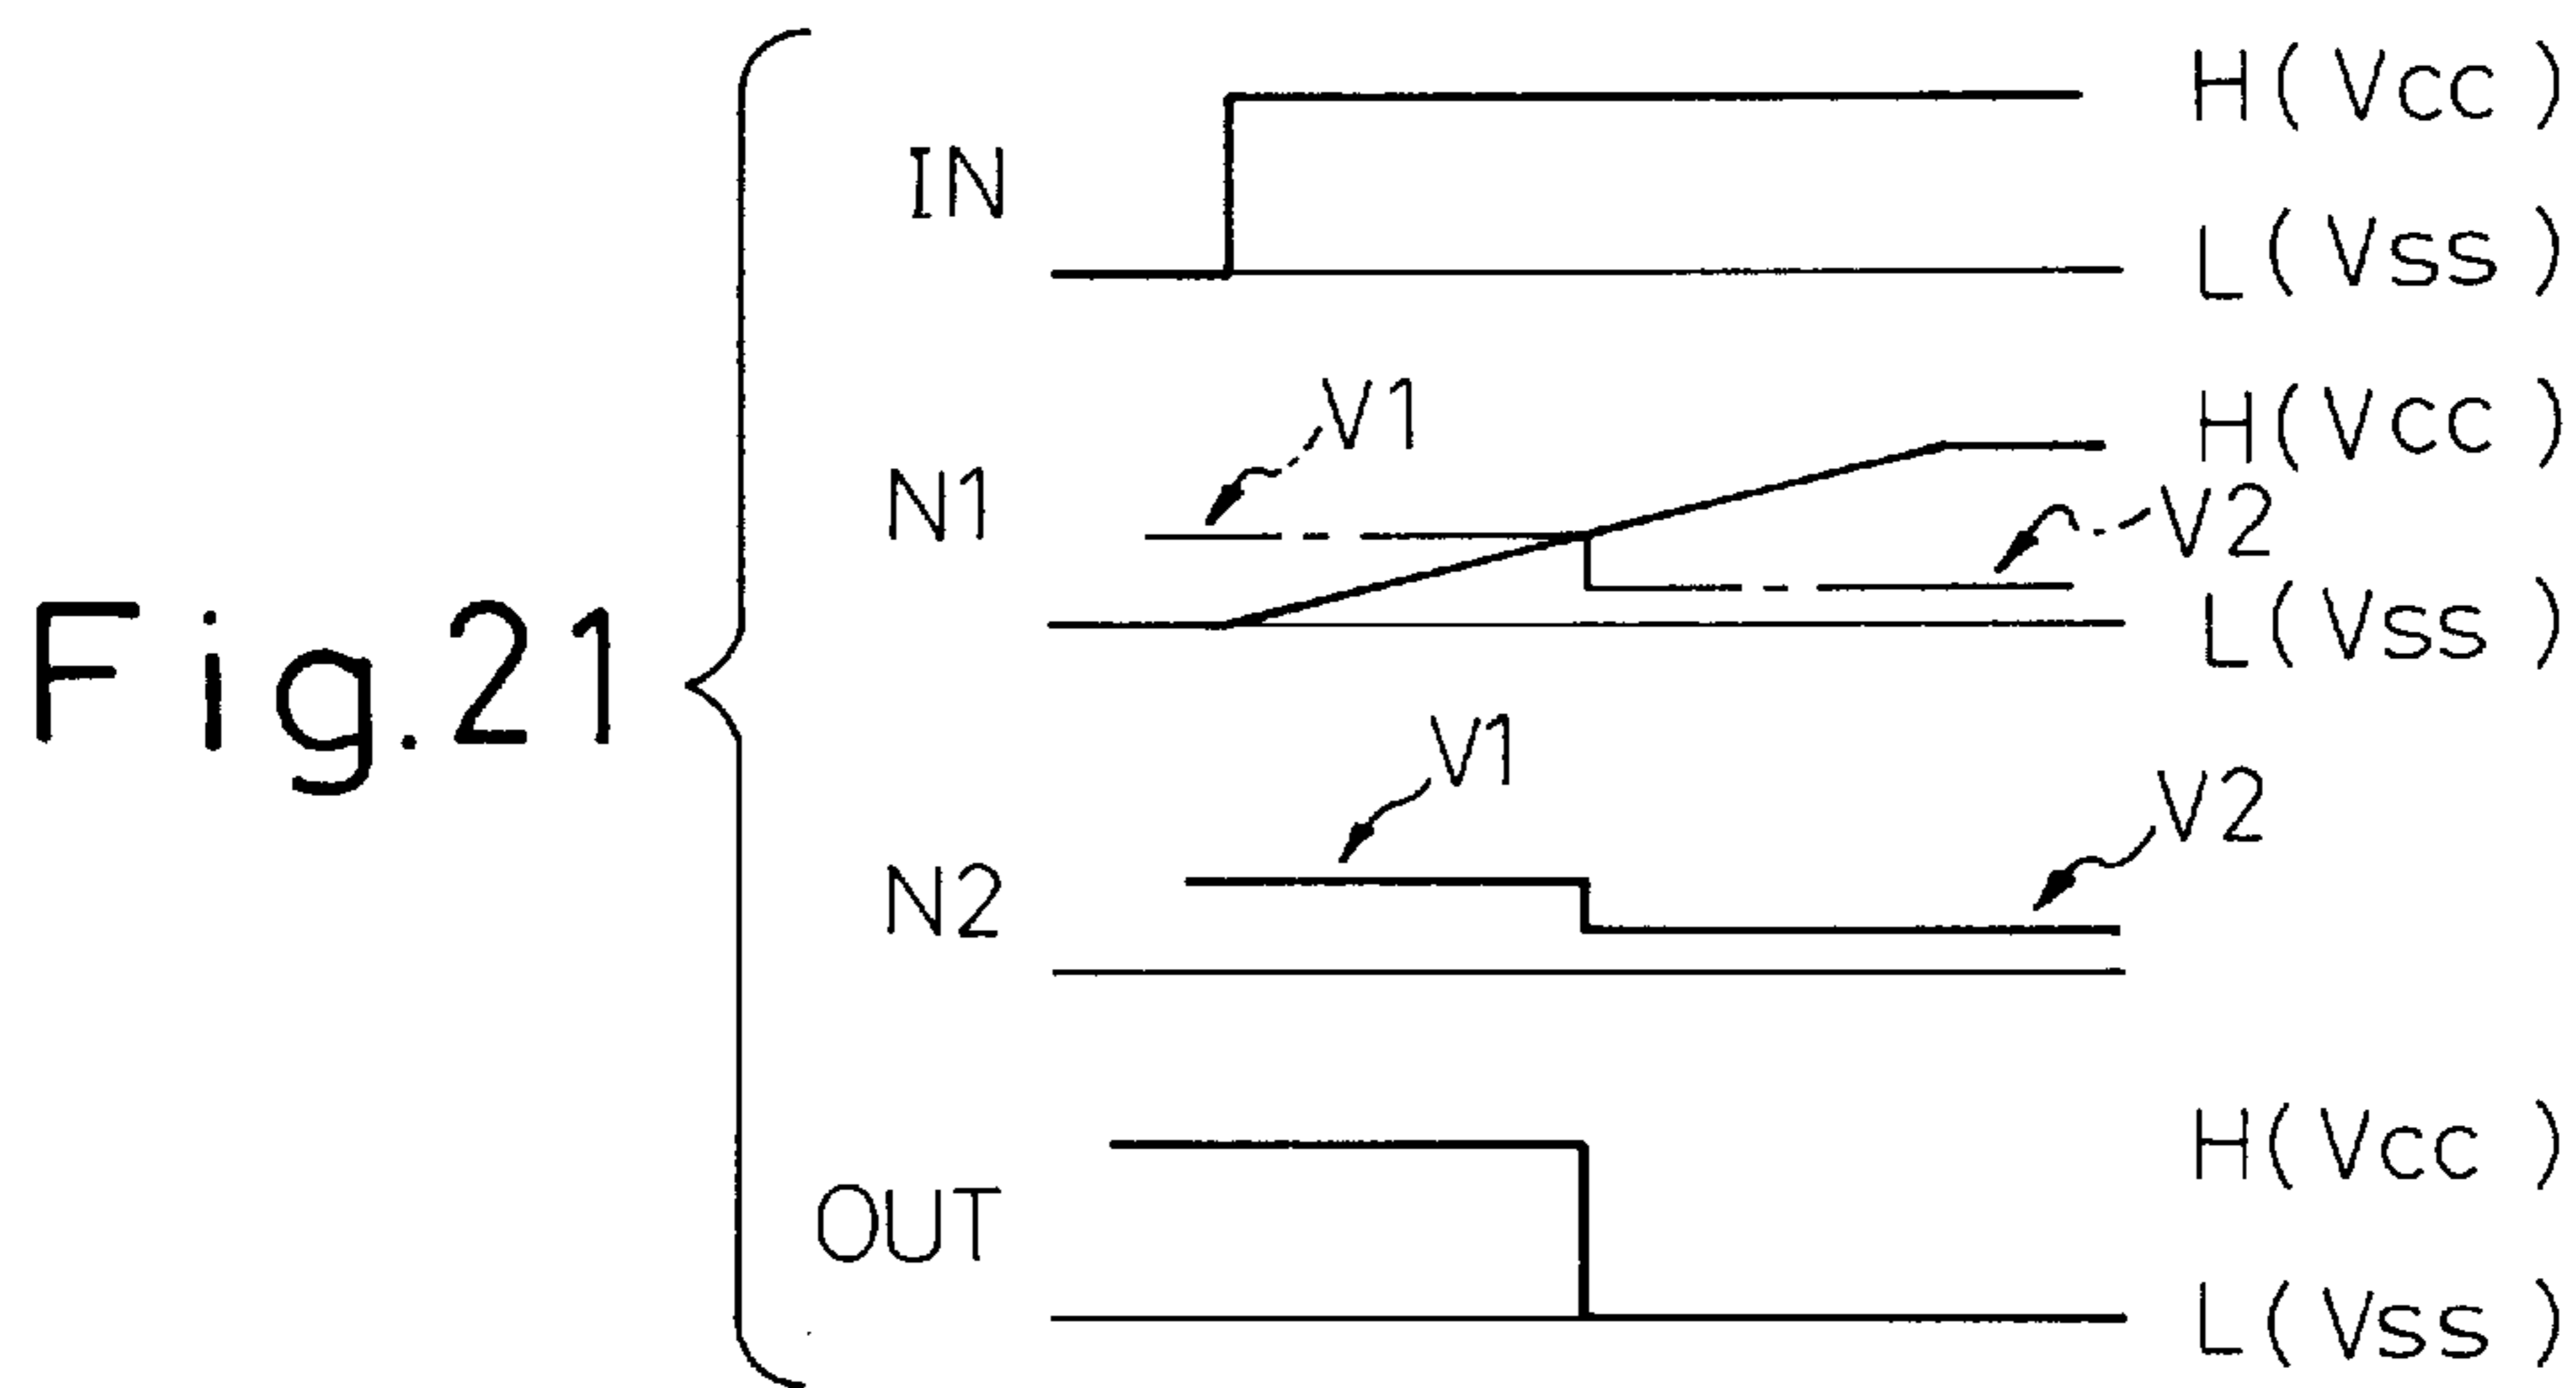 Fig.21
IN
H(Vcc)
L(Vss)
V1
N1
H(Vcc)
V2
L(Vss)
V1
V2
N2
H(Vcc)
OUT
L(Vss)